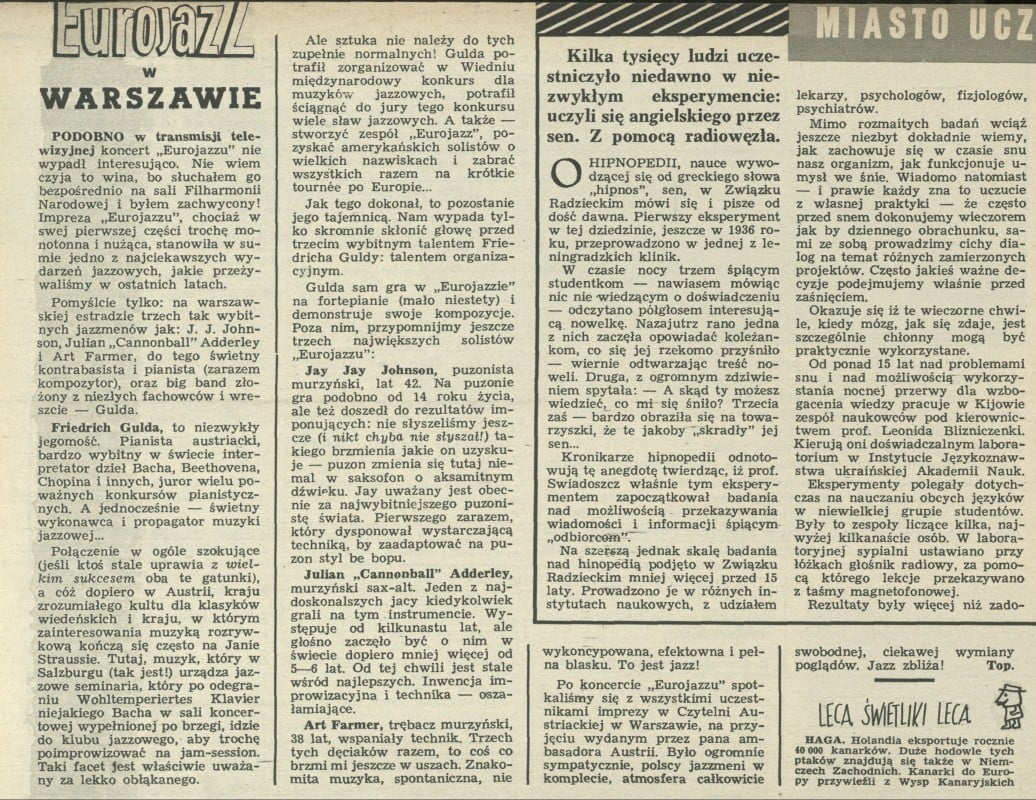 Eurojazz
w
WARSZAWIE
PODOBNO w transmisji tele-
wizyjnej koncert „Eurojazzu" nie
wypadł interesująco. Nie wiem
czyja to wina, bo słuchałem go
bezpośrednio na sali Filharmonii
Narodowej i byłem zachwycony!
Impreza „Eurojazzu", chociaż w
swej pierwszej części trochę mo-
notonna i nużąca, stanowiła w su-
mie jedno z najciekawszych wy-
darzeń jazzowych, jakie przeży-
waliśmy w ostatnich latach.
Pomyślcie tylko: na warszaw-
skiej estradzie trzech tak wybit-
nych jazzmenów jak: J. J. John-
son, Julian „Cannonball" Adderley
i Art Farmer, do tego świetny
kontrabasista i pianista (zarazem
kompozytor), oraz big band zło-
żony z niezłych fachowców i wre-
szcie — Gulda.
Friedrich Gulda, to niezwykły
jegomość. Pianista austriacki,
bardzo wybitny w świecie inter-
pretator dzieł Bacha, Beethovena,
Chopina i innych, juror wielu po-
ważnych konkursów pianistycz-
nych. A jednocześnie — świetny
wykonawca i propagator muzyki
jazzowej...
Połączenie w ogóle szokujące
(jeśli ktoś stale uprawia z wiel-
kim sukcesem oba te gatunki),
a cóż dopiero w Austrii, kraju
zrozumiałego kultu dla klasyków
wiedeńskich i kraju, w którym
zainteresowania muzyką rozryw-
kową kończą się często na Janie
Straussie. Tutaj, muzyk, który w
Salzburgu (tak jest!) urządza jaz-
zowe seminaria, który po odegra-
niu Wohltemperiertes Klavier
niejakiego Bacha w sali koncer-
towej wypełnionej po brzegi, idzie
do klubu jazzowego, aby trochę
poimprowizować na jam-session.
Taki facet jest właściwie uważa-
ny za lekko obłąkanego.
Ale sztuka nie należy do tych
zupełnie normalnych! Gulda po-
trafił zorganizować w Wiedniu
międzynarodowy konkurs dla
muzyków jazzowych, potrafił
ściągnąć do jury tego konkursu
wiele sław jazzowych. A także —
stworzyć zespół „Eurojazz", po-
zyskać amerykańskich solistów o
wielkich nazwiskach i zabrać
wszystkich razem na krótkie
tournée po Europie...
Jak tego dokonał, to pozostanie
jego tajemnicą. Nam wypada tyl-
ko skromnie skłonić głowę przed
trzecim wybitnym talentem Frie-
dricha Guldy: talentem organiza-
cyjnym.
Gulda sam gra w „Eurojazzie"
na fortepianie (mało niestety) i
demonstruje swoje kompozycje.
Poza nim, przypomnijmy jeszcze
trzech największych solistów
„Eurojazzu":
Jay Jay Johnson, puzonista
murzyński, lat 42. Na puzonie
gra podobno od 14 roku życia,
ale też doszedł do rezultatów im-
ponujących: nie słyszeliśmy jesz-
cze (i nikt chyba nie słyszał!) ta-
kiego brzmienia jakie on uzysku-
je — puzon zmienia się tutaj nie-
mal w saksofon o aksamitnym
dźwięku. Jay uważany jest obec-
nie za najwybitniejszego puzoni-
stę świata. Pierwszego zarazem,
który dysponował wystarczającą
techniką, by zaadaptować na pu-
zon styl be bopu.
Julian „Cannonball" Adderley,
murzyński sax-alt. Jeden z naj-
doskonalszych jacy kiedykolwiek
grali na tym instrumencie. Wy-
stępuje od kilkunastu lat, ale
głośno zaczęło być o nim w
świecie dopiero mniej więcej od
5—6 lat. Od tej chwili jest stale
wśród najlepszych. Inwencja im-
prowizacyjna i technika — osza-
łamiające.
Art Farmer, trębacz murzyński,
38 lat, wspaniały technik. Trzech
tych dęciaków razem, to coś co
brzmi mi jeszcze w uszach. Znako-
mita muzyka, spontaniczna, nie
wykoncypowana, efektowna i peł-
na blasku. To jest jazz!
Po koncercie „Eurojazzu" spot-
kaliśmy się z wszystkimi uczest-
nikami imprezy w Czytelni Au-
striackiej w Warszawie, na przy-
jęciu wydanym przez pana am-
basadora Austrii. Było ogromnie
sympatycznie, polscy jazzmeni w
komplecie, atmosfera całkowicie
swobodnej, ciekawej wymiany
poglądów. Jazz zbliża! Top.
MIASTO UCZ
Kilka tysięcy ludzi ucze-
stniczyło niedawno w nie-
zwykłym eksperymencie:
uczyli się angielskiego przez
sen. Z pomocą radiowęzła.
O HIPNOPEDII, nauce wywo-
dzącej się od greckiego słowa
„hipnos", sen, w Związku
Radzieckim mówi się i pisze od
dość dawna. Pierwszy eksperyment
w tej dziedzinie, jeszcze w 1936 ro-
ku, przeprowadzono w jednej z le-
ningradzkich klinik.
W czasie nocy trzem śpiącym
studentkom — nawiasem mówiąc
nic nie wiedzącym o doświadczeniu
— odczytano półgłosem interesują-
cą nowelkę. Nazajutrz rano jedna
z nich zaczęła opowiadać koleżan-
kom, co się jej rzekomo przyśniło
— wiernie odtwarzając treść no-
weli. Druga, z ogromnym zdziwie-
niem spytała: — A skąd ty możesz
wiedzieć, co mi się śniło? Trzecia
zaś — bardzo obraziła się na towa-
rzyszki, że te jakoby „skradły" jej
sen...
Kronikarze hipnopedii odnoto-
wują tę anegdotę twierdząc, iż prof.
Swiadoszcz właśnie tym ekspery-
mentem zapoczątkował badania
nad możliwością przekazywania
wiadomości i informacji śpiącym
„odbiorcom".
Na szerszą jednak skalę badania
nad hinopedią podjęto w Związku
Radzieckim mniej więcej przed 15
laty. Prowadzono je w różnych in-
stytutach naukowych, z udziałem
lekarzy, psychologów, fizjologów,
psychiatrów.
Mimo rozmaitych badań wciąż
jeszcze niezbyt dokładnie wiemy,
jak zachowuje się w czasie snu
nasz organizm, jak funkcjonuje u-
mysł we śnie. Wiadomo natomiast
— i prawie każdy zna to uczucie
z własnej praktyki — że często
przed snem dokonujemy wieczorem
jak by dziennego obrachunku, sa-
mi ze sobą prowadzimy cichy dia-
log na temat różnych zamierzonych
projektów. Często jakieś ważne de-
cyzje podejmujemy właśnie przed
zaśnięciem.
Okazuje się iż te wieczorne chwi-
le, kiedy mózg, jak się zdaje, jest
szczególnie chłonny mogą być
praktycznie wykorzystane.
Od ponad 15 lat nad problemami
snu i nad możliwością wykorzy-
stania nocnej przerwy dla wzbo-
gacenia wiedzy pracuje w Kijowie
zespół naukowców pod kierownic-
twem prof. Leonida Blizniczenki.
Kierują oni doświadczalnym labora-
torium w Instytucie Językoznaw-
stwa ukraińskiej Akademii Nauk.
Eksperymenty polegały dotych-
czas na nauczaniu obcych języków
w niewielkiej grupie studentów.
Były to zespoły liczące kilka, naj-
wyżej kilkanaście osób. W labora-
toryjnej sypialni ustawiano przy
łóżkach głośnik radiowy, za pomo-
cą którego lekcje przekazywano
z taśmy magnetofonowej.
Rezultaty były więcej niż zado-
LECĄ ŚWIETLIKI LECĄ
HAGA. Holandia eksportuje rocznie
60 000 kanarków. Duże hodowle tych
ptaków znajdują się także w Niem-
czech Zachodnich. Kanarki do Euro-
py przywieźli z Wysp Kanaryjskich